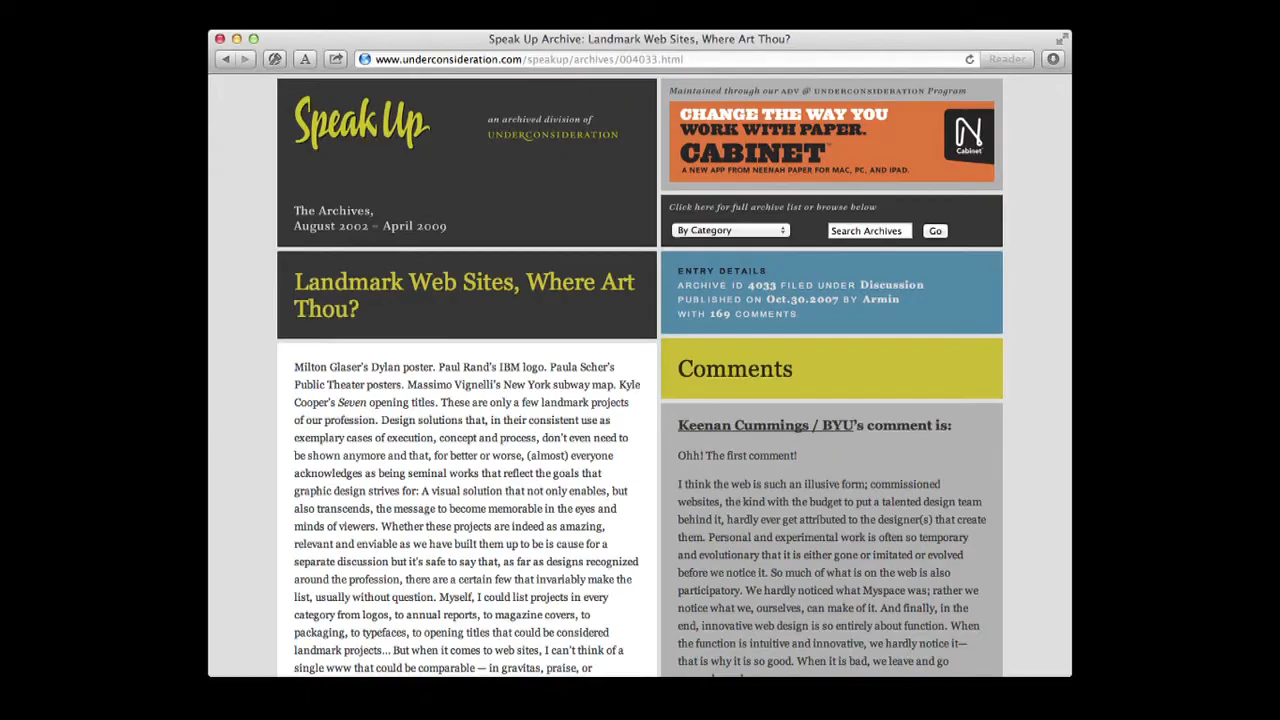 Speak Up Archive: Landmark Web Sites, Where Art Thou?
www.underconsideration.com/speakup/archives/004033.html
Reader
Speak Up
an archived division of
UNDERCONSIDERATION
The Archives,
August 2002 – April 2009
Landmark Web Sites, Where Art
Thou?
Milton Glaser's Dylan poster. Paul Rand's IBM logo. Paula Scher's
Public Theater posters. Massimo Vignelli's New York subway map. Kyle
Cooper's Seven opening titles. These are only a few landmark projects
of our profession. Design solutions that, in their consistent use as
exemplary cases of execution, concept and process, don't even need to
be shown anymore and that, for better or worse, (almost) everyone
acknowledges as being seminal works that reflect the goals that
graphic design strives for: A visual solution that not only enables, but
also transcends, the message to become memorable in the eyes and
minds of viewers. Whether these projects are indeed as amazing,
relevant and enviable as we have built them up to be is cause for a
separate discussion but it's safe to say that, as far as designs recognized
around the profession, there are a certain few that invariably make the
list, usually without question. Myself, I could list projects in every
category from logos, to annual reports, to magazine covers, to
packaging, to typefaces, to opening titles that could be considered
landmark projects... But when it comes to web sites, I can't think of a
single www that could be comparable — in gravitas, praise, or
Maintained through our ADV @ UNDERCONSIDERATION Program
CHANGE THE WAY YOU
WORK WITH PAPER.
CABINET™
A NEW APP FROM NEENAH PAPER FOR MAC, PC, AND IPAD.
N
Cabinet
Click here for full archive list or browse below
By Category
Search Archives
Go
ENTRY DETAILS
ARCHIVE ID 4033 FILED UNDER Discussion
PUBLISHED ON Oct.30.2007 BY Armin
WITH 169 COMMENTS
Comments
Keenan Cummings / BYU's comment is:
Ohh! The first comment!
I think the web is such an illusive form; commissioned
websites, the kind with the budget to put a talented design team
behind it, hardly ever get attributed to the designer(s) that create
them. Personal and experimental work is often so temporary
and evolutionary that it is either gone or imitated or evolved
before we notice it. So much of what is on the web is also
participatory. We hardly noticed what Myspace was; rather we
notice what we, ourselves, can make of it. And finally, in the
end, innovative web design is so entirely about function. When
the function is intuitive and innovative, we hardly notice it—
that is why it is so good. When it is bad, we leave and go